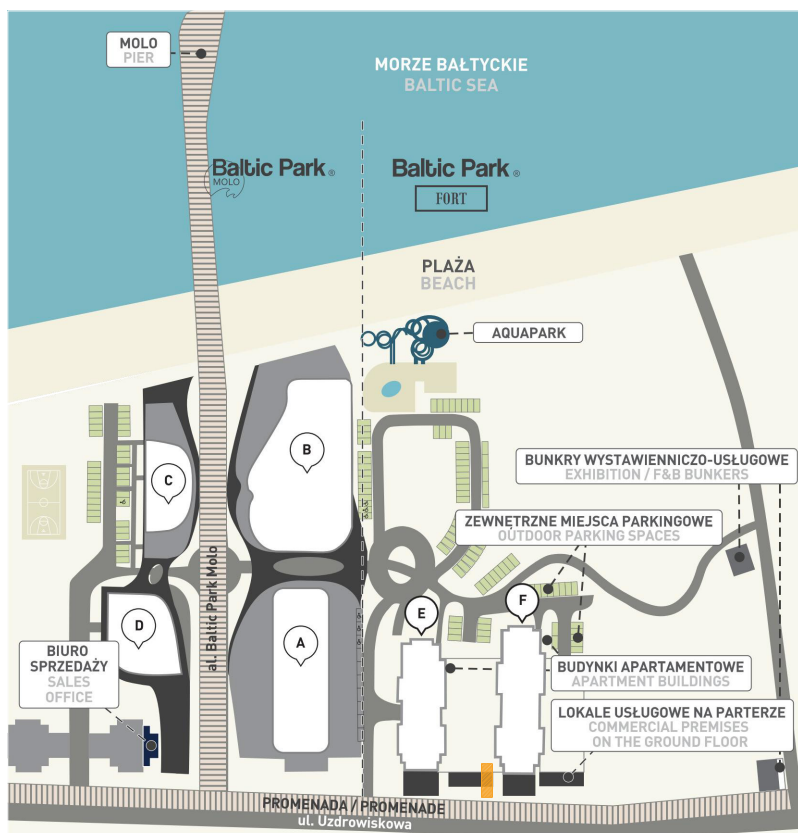 MOLO
PIER
MORZE BAŁTYCKIE
BALTIC SEA
Baltic Park ®
MOLO
Baltic Park ®
FORT
PLAŻA
BEACH
AQUAPARK
B
C
BUNKRY WYSTAWIENNICZO-USŁUGOWE
EXHIBITION / F&B BUNKERS
ZEWNĘTRZNE MIEJSCA PARKINGOWE
OUTDOOR PARKING SPACES
E
F
D
A
al. Baltic Park Molo
BIURO
SPRZEDAŻY
SALES
OFFICE
BUDYNKI APARTAMENTOWE
APARTMENT BUILDINGS
LOKALE USŁUGOWE NA PARTERZE
COMMERCIAL PREMISES
ON THE GROUND FLOOR
PROMENADA / PROMENADE
ul. Uzdrowiskowa